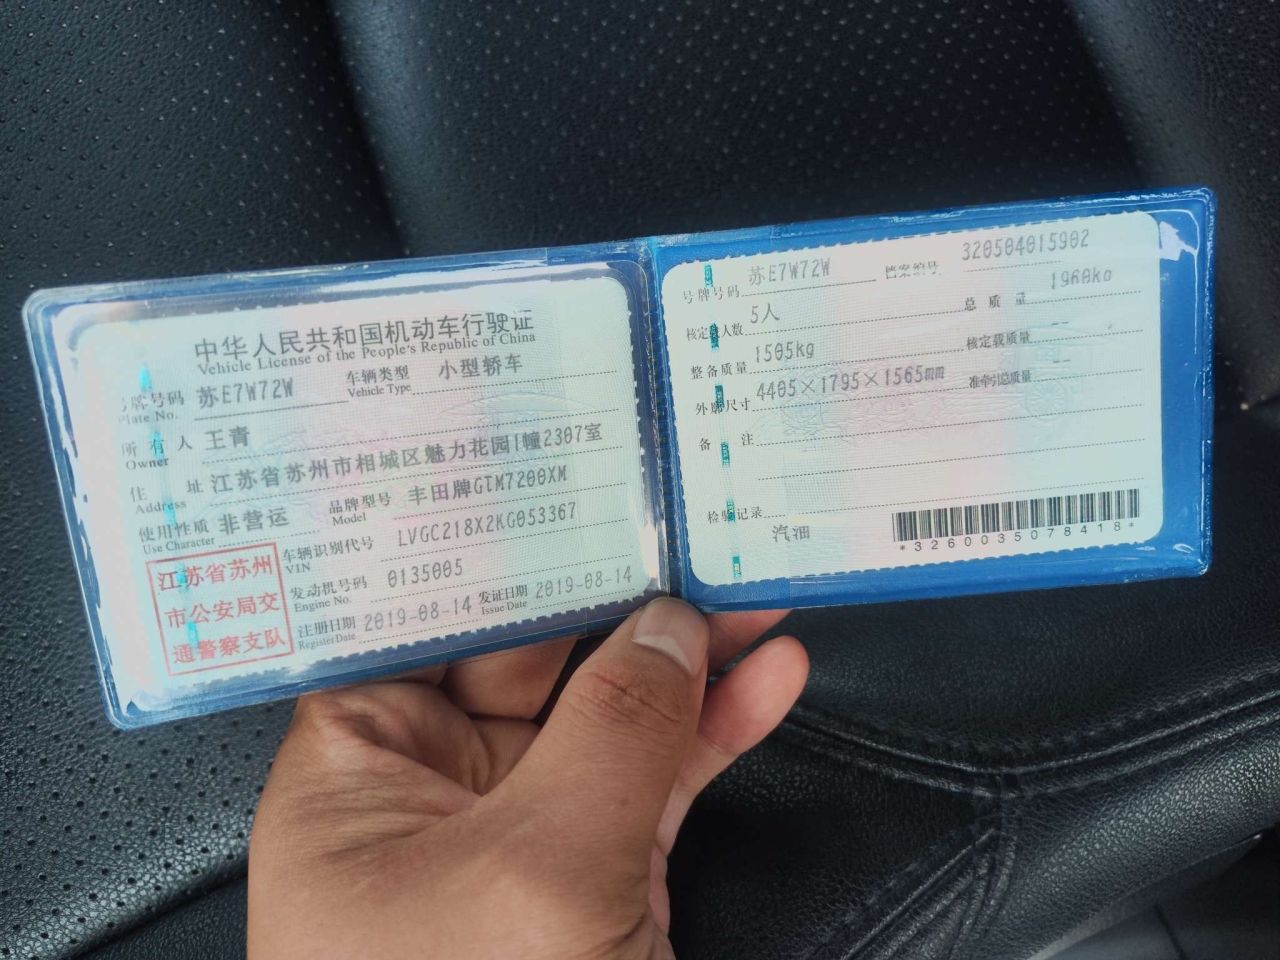 中华人民共和国机动车行驶证
Vehicle License of the People's Republic of China
号牌号码 苏E7W72W 车辆类型 小型轿车
Plate No. Vehicle Type
所有人 王青
Owner
住址 江苏省苏州市相城区魅力花园1幢2307室
Address
使用性质 非营运 品牌型号 丰田牌GTM7200XM
Use Character Model
车辆识别代号 LVGC218X2KG053367
VIN
发动机号码 0135005
Engine No.
注册日期 2019-08-14 发证日期 2019-08-14
Register Date Issue Date
江苏省苏州
市公安局交
通警察支队
号牌号码 苏E7W72W 档案编号 320504015902
核定载人数 5人 总质量 1960kg
整备质量 1505kg 核定载质量 --
外廓尺寸 4405×1795×1565mm 准牵引总质量
备注
检验记录
汽油
*3260035078418*